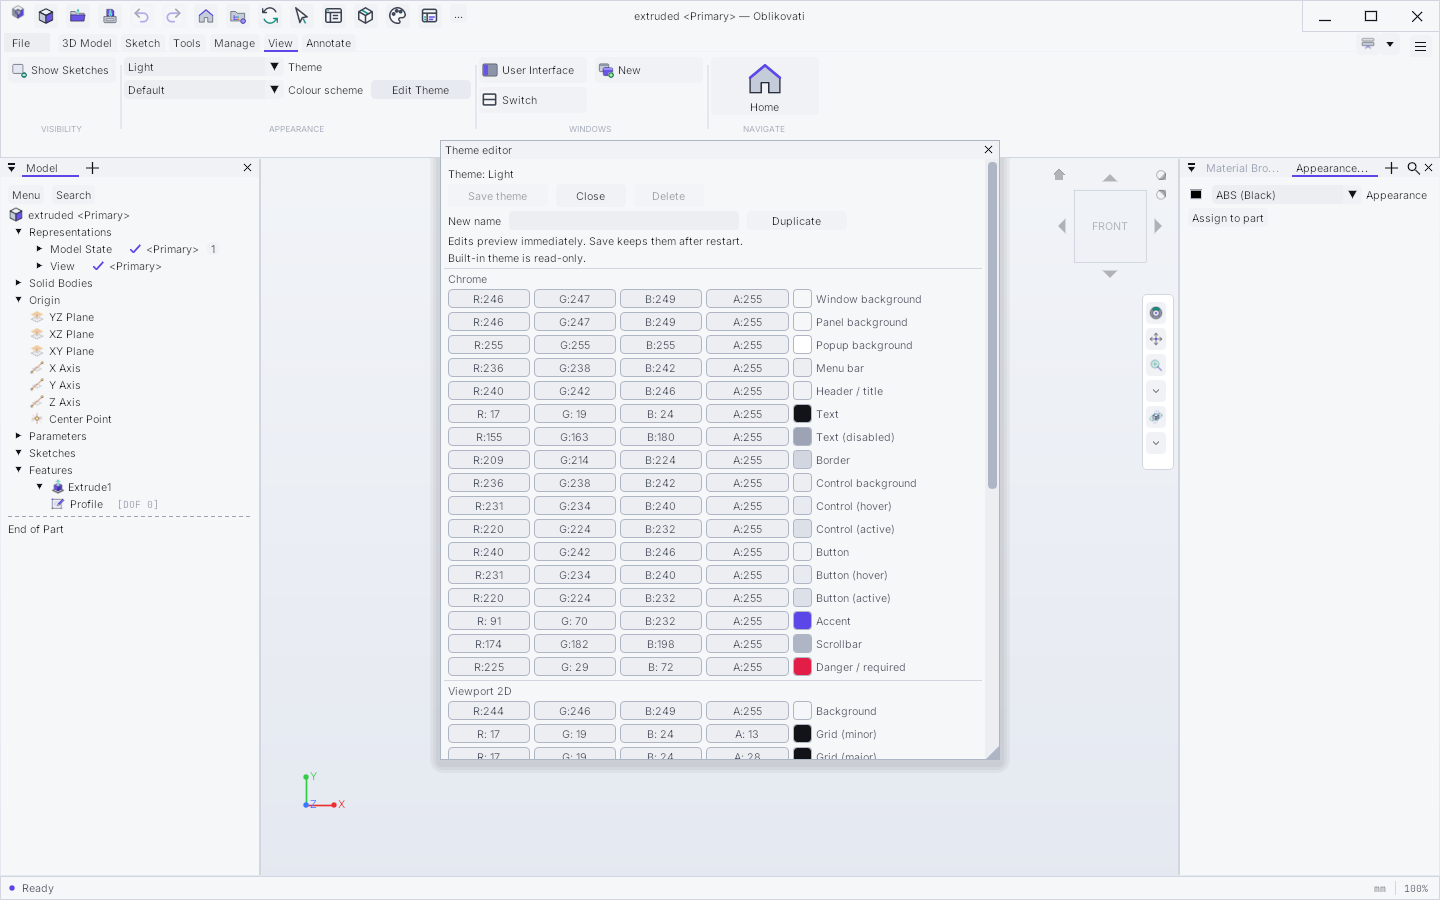 extruded <Primary> — Oblikovati
File 3D Model Sketch Tools Manage View Annotate
Show Sketches
VISIBILITY
Light Theme
Default Colour scheme Edit Theme
APPEARANCE
User Interface New
Switch
WINDOWS
Home
NAVIGATE
Model
Menu Search
extruded <Primary>
Representations
Model State <Primary> 1
View <Primary>
Solid Bodies
Origin
YZ Plane
XZ Plane
XY Plane
X Axis
Y Axis
Z Axis
Center Point
Parameters
Sketches
Features
Extrude1
Profile [DOF 0]
End of Part
Theme editor
Theme: Light
Save theme Close Delete
New name Duplicate
Edits preview immediately. Save keeps them after restart.
Built-in theme is read-only.
Chrome
R:246 G:247 B:249 A:255 Window background
R:246 G:247 B:249 A:255 Panel background
R:255 G:255 B:255 A:255 Popup background
R:236 G:238 B:242 A:255 Menu bar
R:240 G:242 B:246 A:255 Header / title
R: 17 G: 19 B: 24 A:255 Text
R:155 G:163 B:180 A:255 Text (disabled)
R:209 G:214 B:224 A:255 Border
R:236 G:238 B:242 A:255 Control background
R:231 G:234 B:240 A:255 Control (hover)
R:220 G:224 B:232 A:255 Control (active)
R:240 G:242 B:246 A:255 Button
R:231 G:234 B:240 A:255 Button (hover)
R:220 G:224 B:232 A:255 Button (active)
R: 91 G: 70 B:232 A:255 Accent
R:174 G:182 B:198 A:255 Scrollbar
R:225 G: 29 B: 72 A:255 Danger / required
Viewport 2D
R:244 G:246 B:249 A:255 Background
R: 17 G: 19 B: 24 A: 13 Grid (minor)
R: 17 G: 19 B: 24 A: 28 Grid (major)
FRONT
Y
Z X
Material Bro... Appearance...
ABS (Black) Appearance
Assign to part
Ready
mm 100%